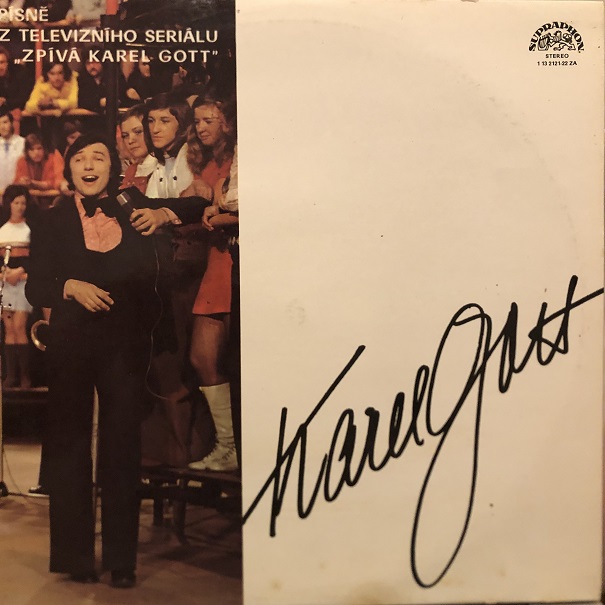 PÍSNĚ
Z TELEVIZNÍHO SERIÁLU
„ZPÍVÁ KAREL GOTT"
SUPRAPHON
STEREO
1 13 2121-22 ZA
Karel Gott